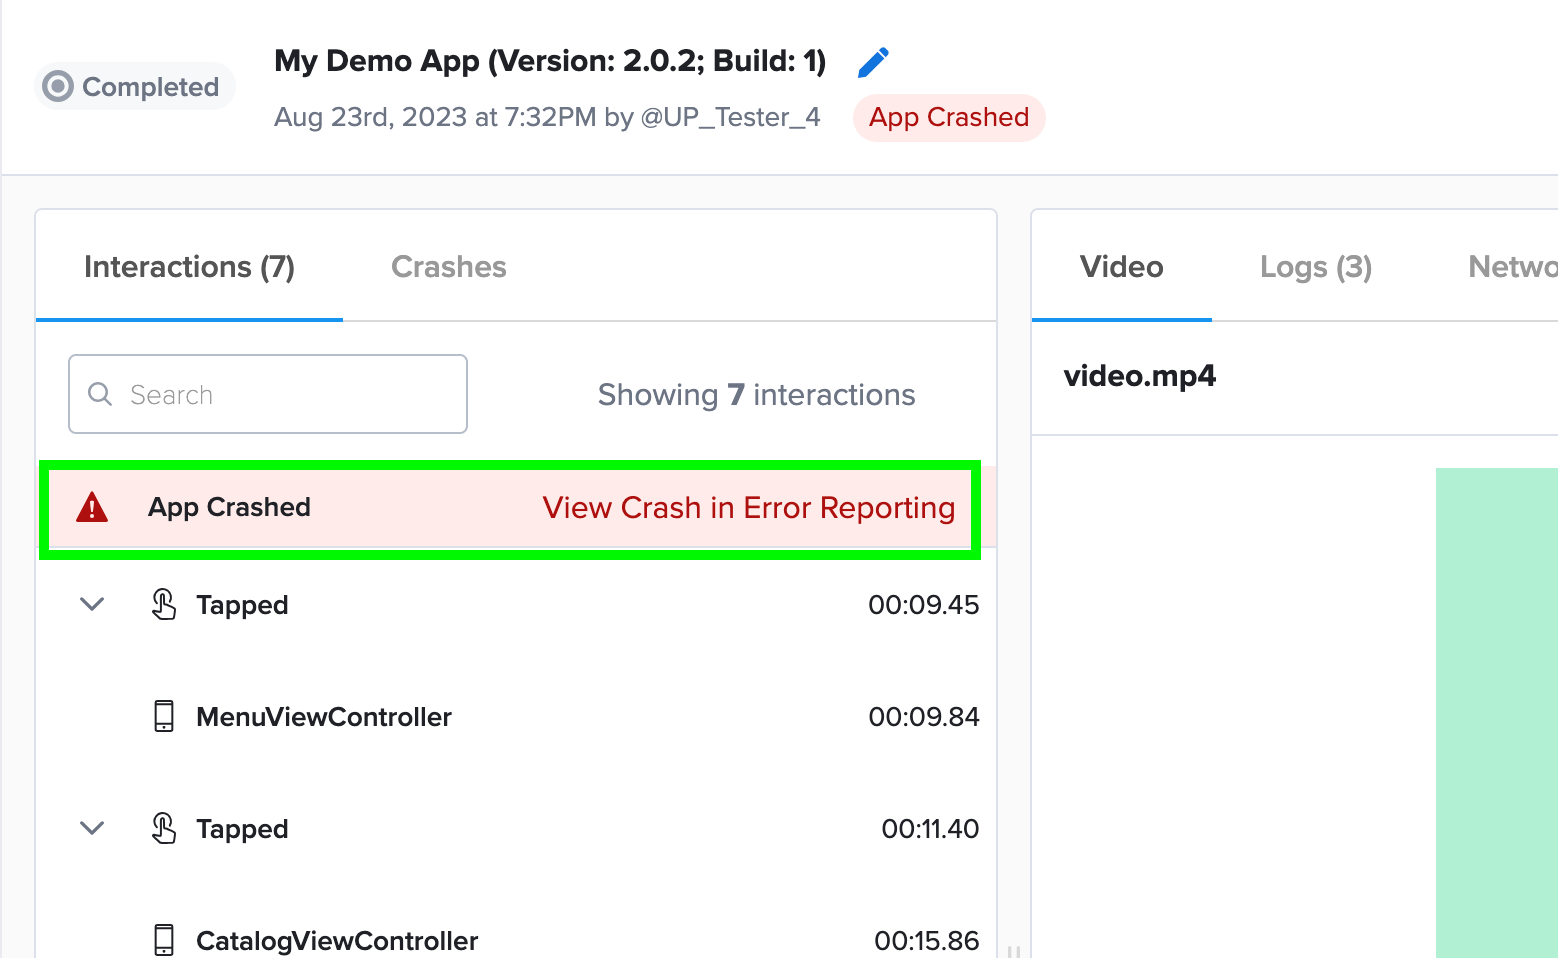 Completed
My Demo App (Version: 2.0.2; Build: 1)
Aug 23rd, 2023 at 7:32PM by @UP_Tester_4
App Crashed
Interactions (7)
Crashes
Search
Showing 7 interactions
App Crashed
View Crash in Error Reporting
Tapped
00:09.45
MenuViewController
00:09.84
Tapped
00:11.40
CatalogViewController
00:15.86
Video
Logs (3)
Netwo
video.mp4